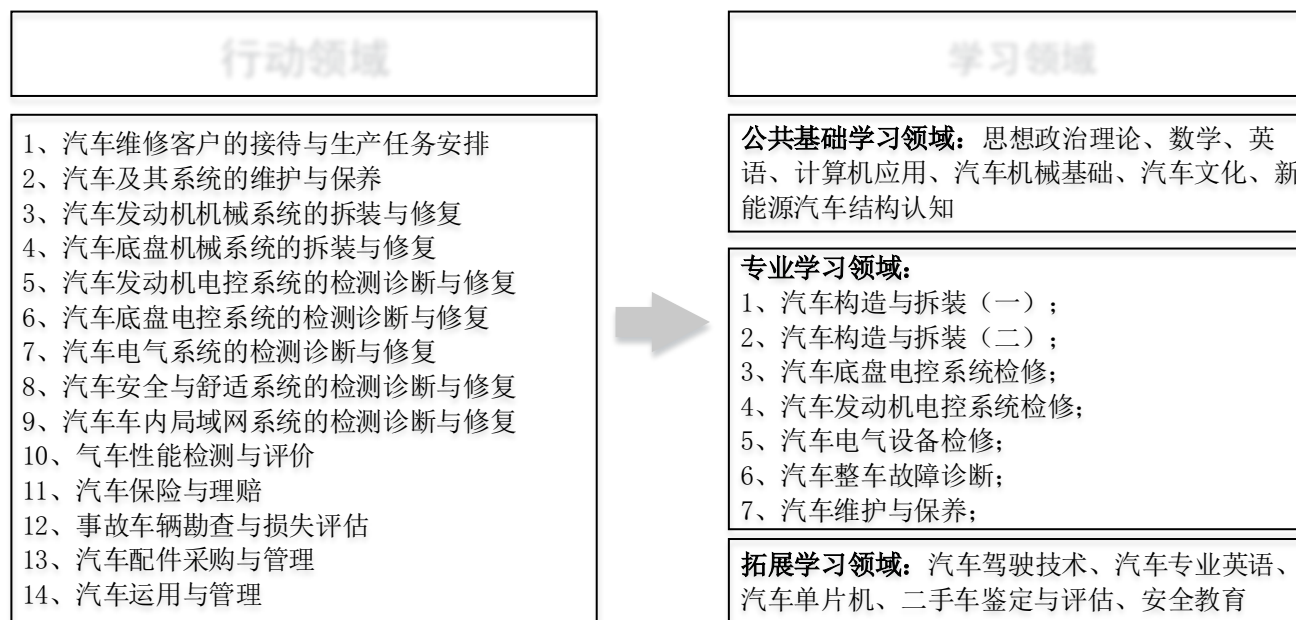 行动领域
1、汽车维修客户的接待与生产任务安排
2、汽车及其系统的维护与保养
3、汽车发动机机械系统的拆装与修复
4、汽车底盘机械系统的拆装与修复
5、汽车发动机电控系统的检测诊断与修复
6、汽车底盘电控系统的检测诊断与修复
7、汽车电气系统的检测诊断与修复
8、汽车安全与舒适系统的检测诊断与修复
9、汽车车内局域网系统的检测诊断与修复
10、气车性能检测与评价
11、汽车保险与理赔
12、事故车辆勘查与损失评估
13、汽车配件采购与管理
14、汽车运用与管理
学习领域
公共基础学习领域：思想政治理论、数学、英
语、计算机应用、汽车机械基础、汽车文化、新
能源汽车结构认知
专业学习领域：
1、汽车构造与拆装（一）；
2、汽车构造与拆装（二）；
3、汽车底盘电控系统检修；
4、汽车发动机电控系统检修；
5、汽车电气设备检修；
6、汽车整车故障诊断；
7、汽车维护与保养；
拓展学习领域：汽车驾驶技术、汽车专业英语、
汽车单片机、二手车鉴定与评估、安全教育